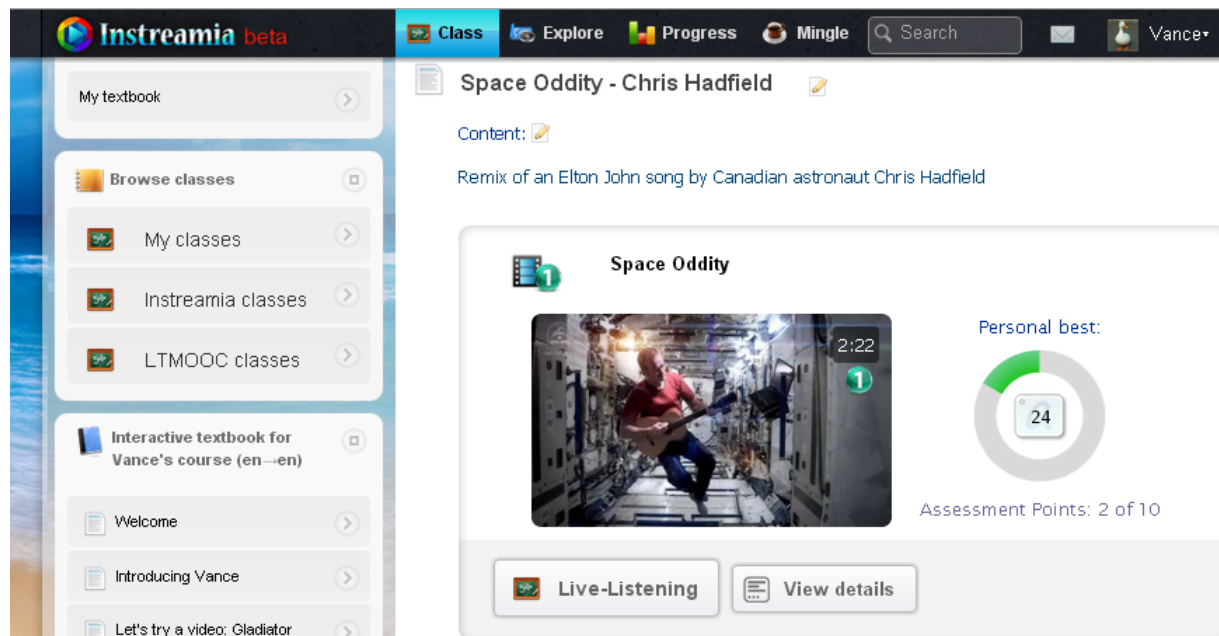 Instreamia beta
Class Explore Progress Mingle Search Vance
My textbook
Browse classes
My classes
Instreamia classes
LTMOOC classes
Interactive textbook for
Vance's course (en→en)
Welcome
Introducing Vance
Let's try a video: Gladiator
Space Oddity - Chris Hadfield
Content:
Remix of an Elton John song by Canadian astronaut Chris Hadfield
1
Space Oddity
2:22
1
Personal best:
24
Assessment Points: 2 of 10
Live-Listening
View details